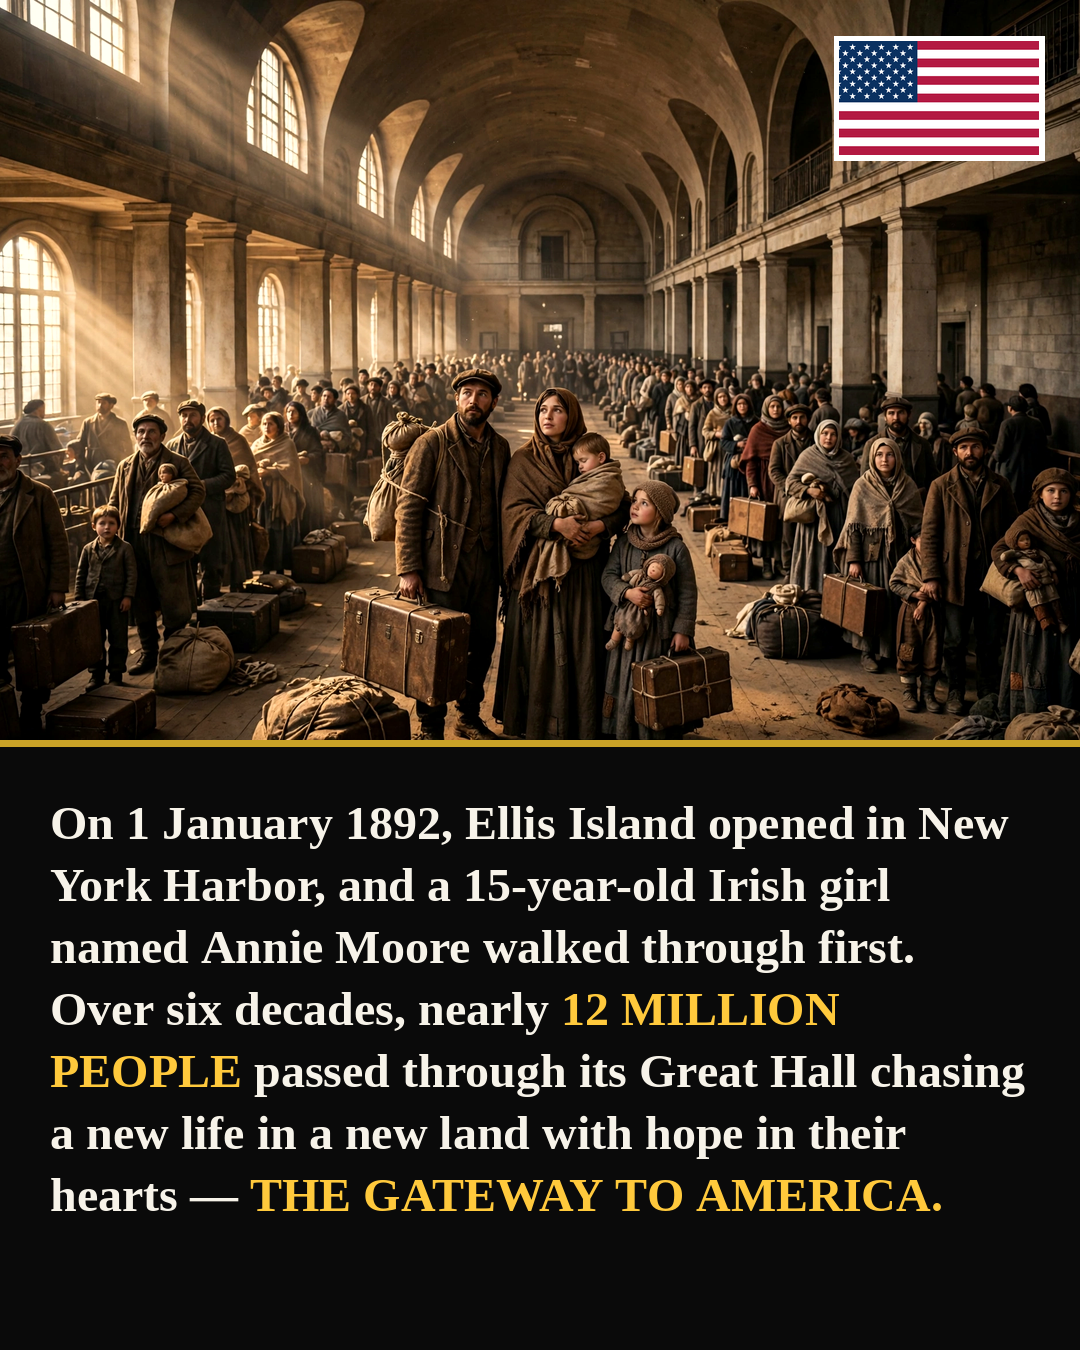 On 1 January 1892, Ellis Island opened in New
York Harbor, and a 15-year-old Irish girl
named Annie Moore walked through first.
Over six decades, nearly 12 MILLION
PEOPLE passed through its Great Hall chasing
a new life in a new land with hope in their
hearts — THE GATEWAY TO AMERICA.